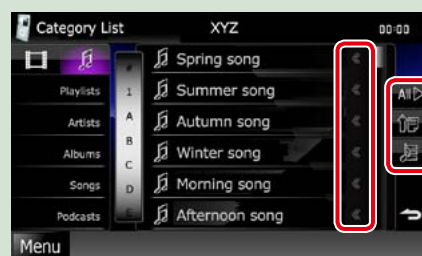 Category List XYZ 00:00
# Spring song
Playlists 1 Summer song All
Artists A Autumn song
B
Albums C Winter song
Songs D Morning song
Podcasts E Afternoon song
Menu